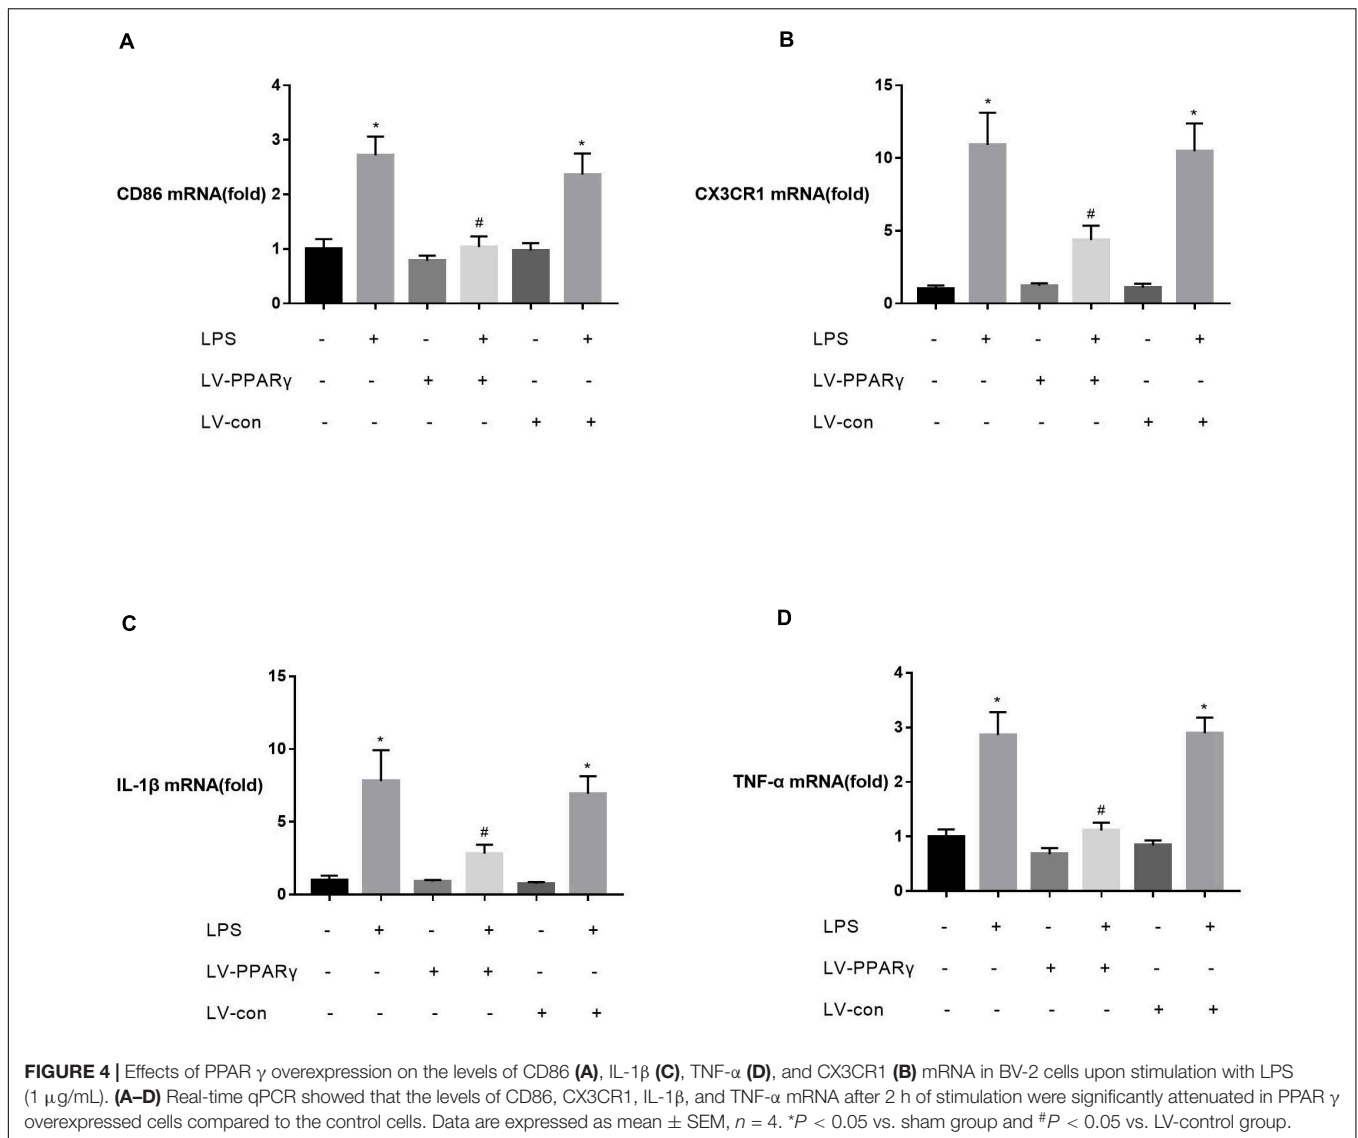 A
4
*
*
3
CD86 mRNA(fold)
2
#
1
0
LPS - + - + - +
LV-PPARγ - - + + - -
LV-con - - - - + +
B
15
*
*
10
CX3CR1 mRNA(fold)
#
5
0
LPS - + - + - +
LV-PPARγ - - + + - -
LV-con - - - - + +
C
15
*
*
10
IL-1β mRNA(fold)
5
#
0
LPS - + - + - +
LV-PPARγ - - + + - -
LV-con - - - - + +
D
4
*
*
3
TNF-α mRNA(fold)
2
#
1
0
LPS - + - + - +
LV-PPARγ - - + + - -
LV-con - - - - + +
FIGURE 4 | Effects of PPAR γ overexpression on the levels of CD86 (A), IL-1β (C), TNF-α (D), and CX3CR1 (B) mRNA in BV-2 cells upon stimulation with LPS
(1 μg/mL). (A–D) Real-time qPCR showed that the levels of CD86, CX3CR1, IL-1β, and TNF-α mRNA after 2 h of stimulation were significantly attenuated in PPAR γ
overexpressed cells compared to the control cells. Data are expressed as mean ± SEM, n = 4. *P < 0.05 vs. sham group and #P < 0.05 vs. LV-control group.